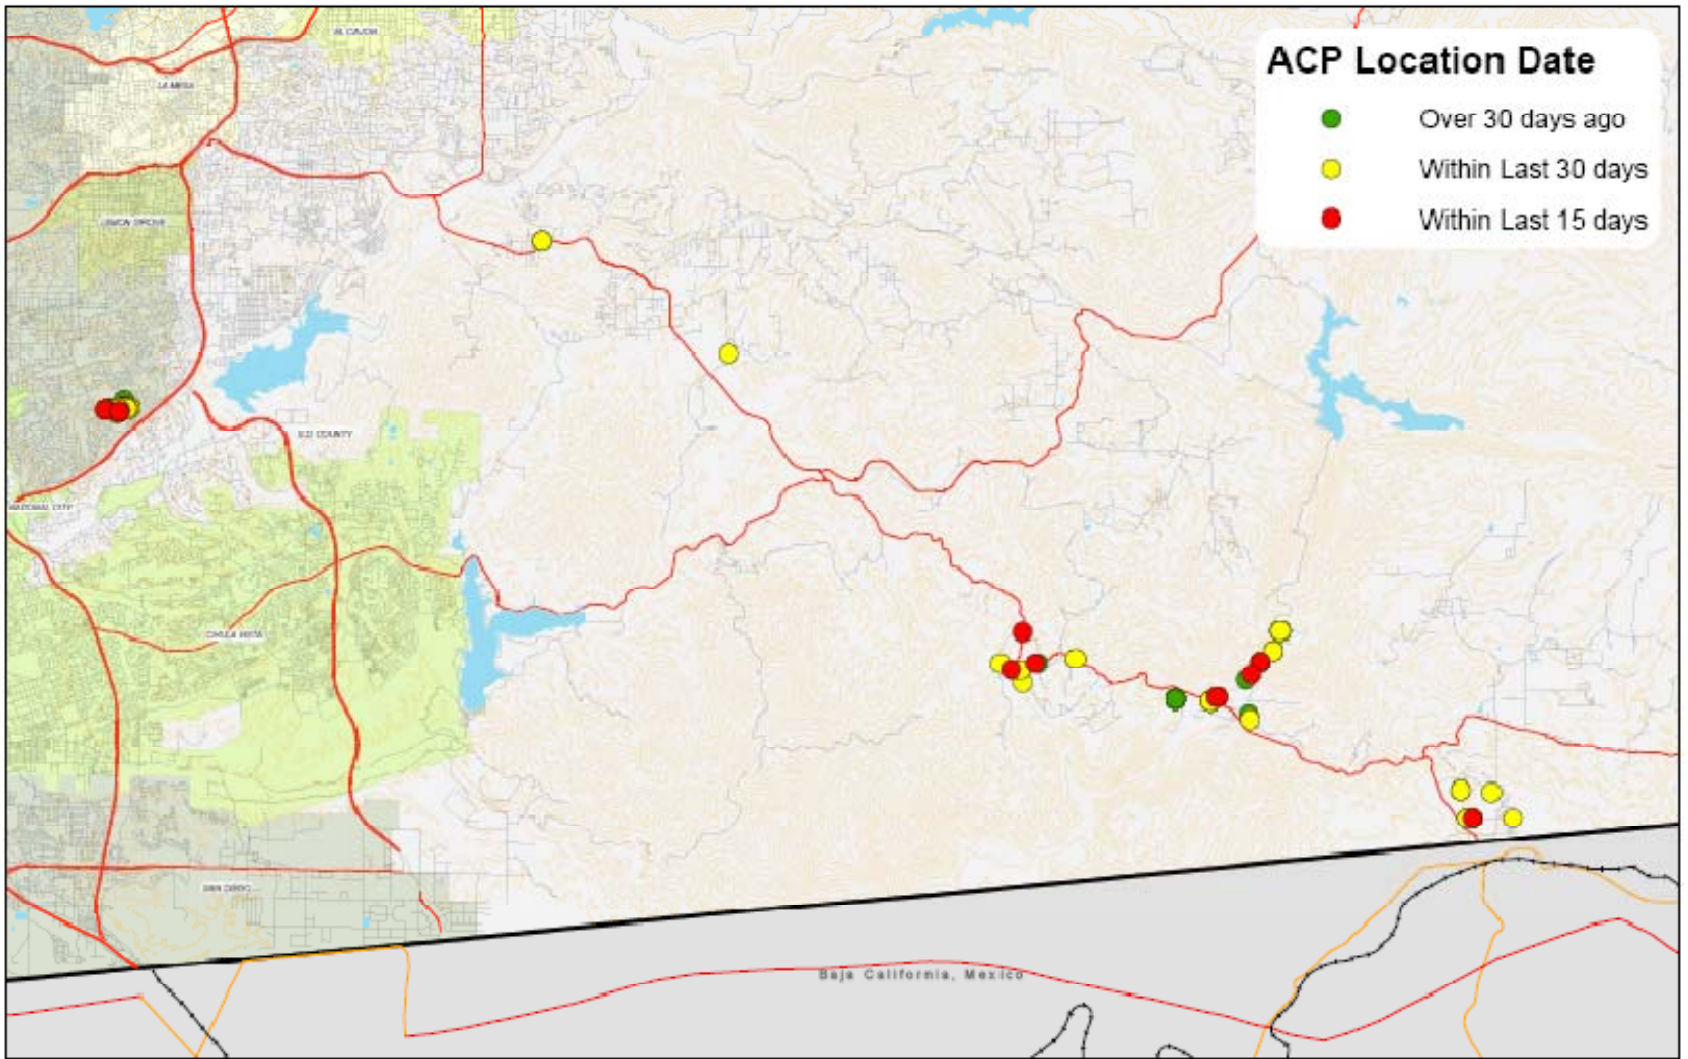 EL CAJON
ACP Location Date
LA MESA
Over 30 days ago
Within Last 30 days
Within Last 15 days
LEMON GROVE
S.D COUNTY
NATIONAL CITY
CHULA VISTA
SAN DIEGO
Baja California, Mexico